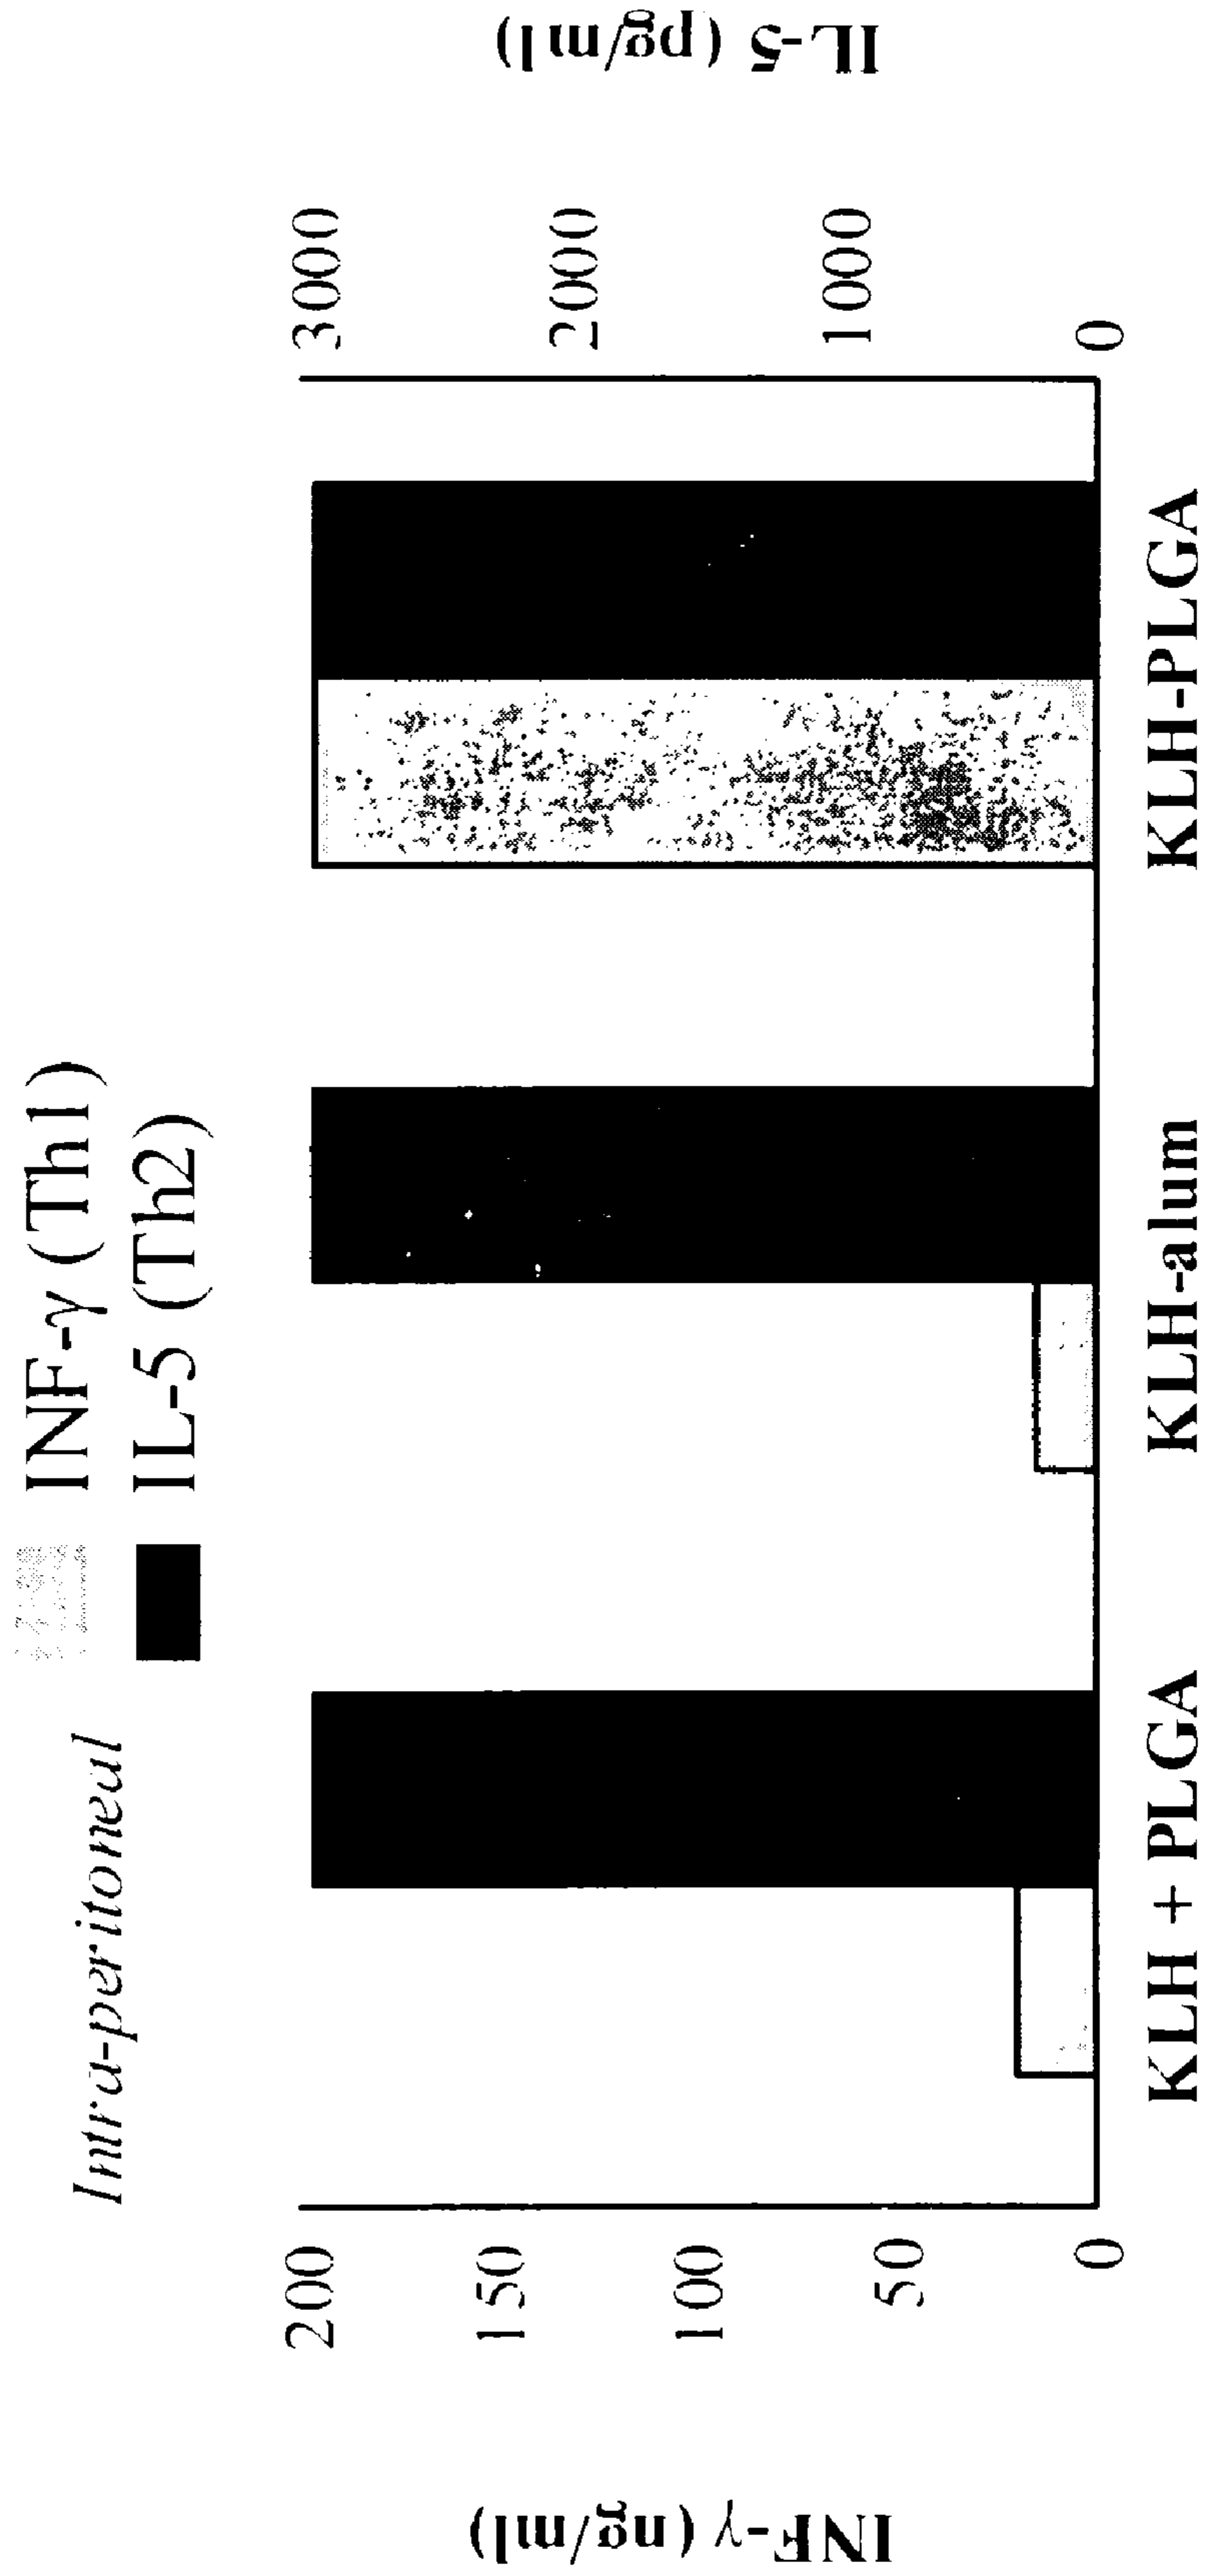 Intra-peritoneal
INF-γ (Th1)
IL-5 (Th2)
INF-γ (ng/ml)
200
150
100
50
0
IL-5 (pg/ml)
3000
2000
1000
0
KLH + PLGA
KLH-alum
KLH-PLGA